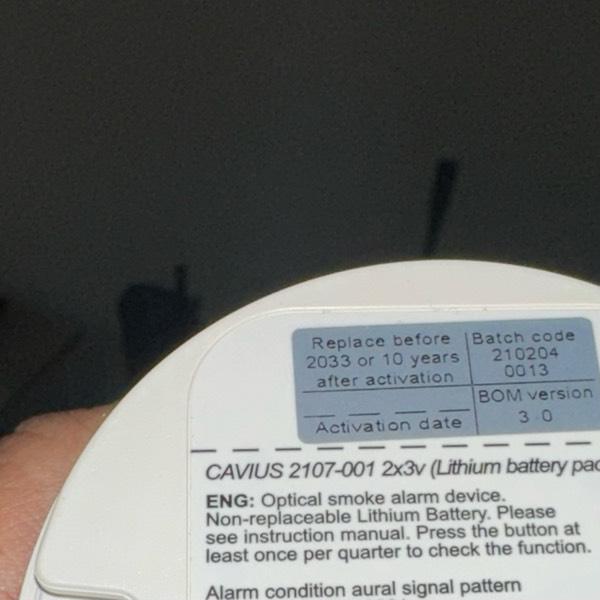 Replace before
2033 or 10 years
after activation
Activation date
Batch code
210204
0013
BOM version
3 0
CAVIUS 2107-001 2x3v (Lithium battery pac
ENG: Optical smoke alarm device.
Non-replaceable Lithium Battery. Please
see instruction manual. Press the button at
least once per quarter to check the function.
Alarm condition aural signal pattern